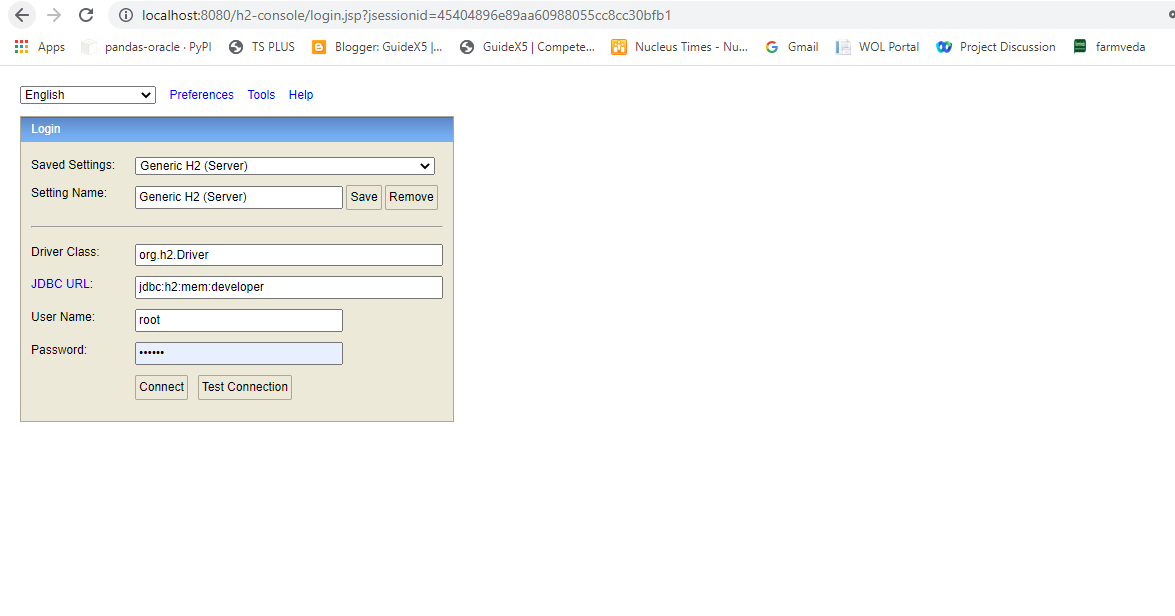 localhost:8080/h2-console/login.jsp?jsessionid=45404896e89aa60988055cc8cc30bfb1
Apps pandas-oracle · PyPI TS PLUS Blogger: GuideX5 |... GuideX5 | Compete... Nucleus Times - Nu... Gmail WOL Portal Project Discussion farmveda
English Preferences Tools Help
Login
Saved Settings: Generic H2 (Server)
Setting Name: Generic H2 (Server) Save Remove
Driver Class: org.h2.Driver
JDBC URL: jdbc:h2:mem:developer
User Name: root
Password: ••••••
Connect Test Connection